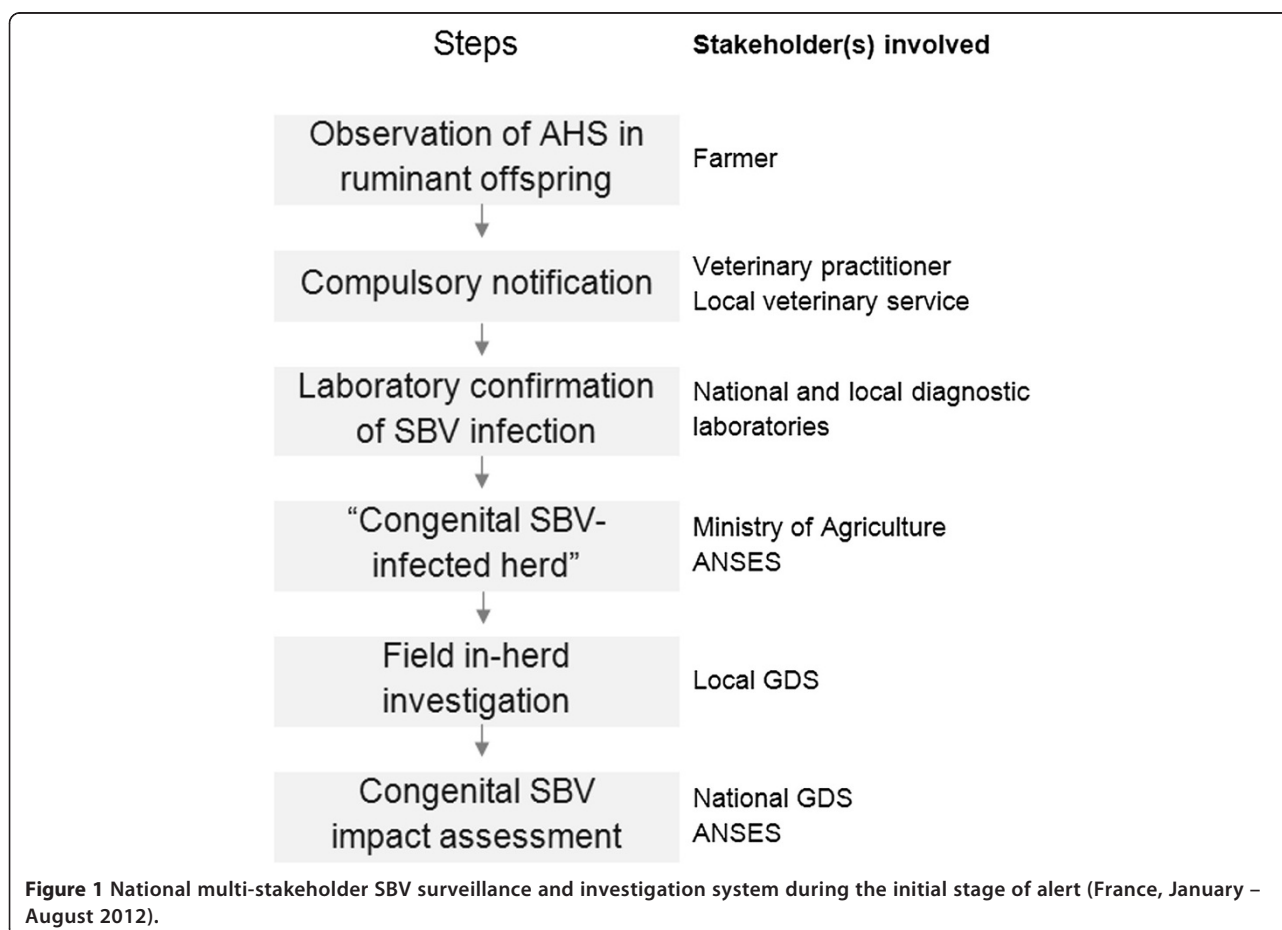 Steps
Stakeholder(s) involved
Observation of AHS in
ruminant offspring
Farmer
Compulsory notification
Veterinary practitioner
Local veterinary service
Laboratory confirmation
of SBV infection
National and local diagnostic
laboratories
“Congenital SBV-
infected herd”
Ministry of Agriculture
ANSES
Field in-herd
investigation
Local GDS
Congenital SBV
impact assessment
National GDS
ANSES
Figure 1 National multi-stakeholder SBV surveillance and investigation system during the initial stage of alert (France, January –
August 2012).